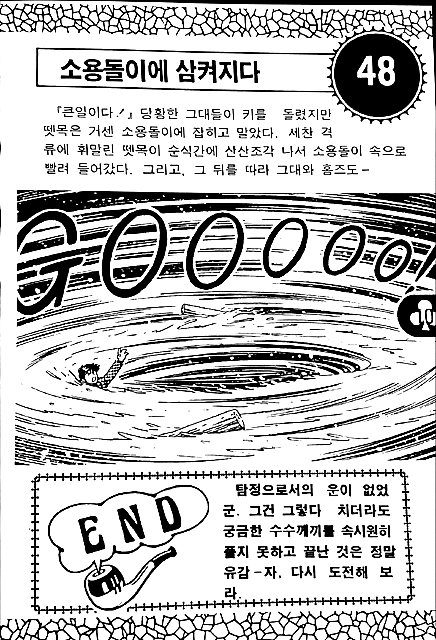 소용돌이에 삼켜지다
48
『큰일이다!』 당황한 그대들이 키를 돌렸지만
뗏목은 거센 소용돌이에 잡히고 말았다. 세찬 격
류에 휘말린 뗏목이 순식간에 산산조각 나서 소용돌이 속으로
빨려 들어갔다. 그리고, 그 뒤를 따라 그대와 홈즈도-
GOOOOOO!
10
END
탐정으로서의 운이 없었
군. 그건 그렇다 치더라도
궁금한 수수께끼를 속시원히
풀지 못하고 끝난 것은 정말
유감-자, 다시 도전해 보
라.